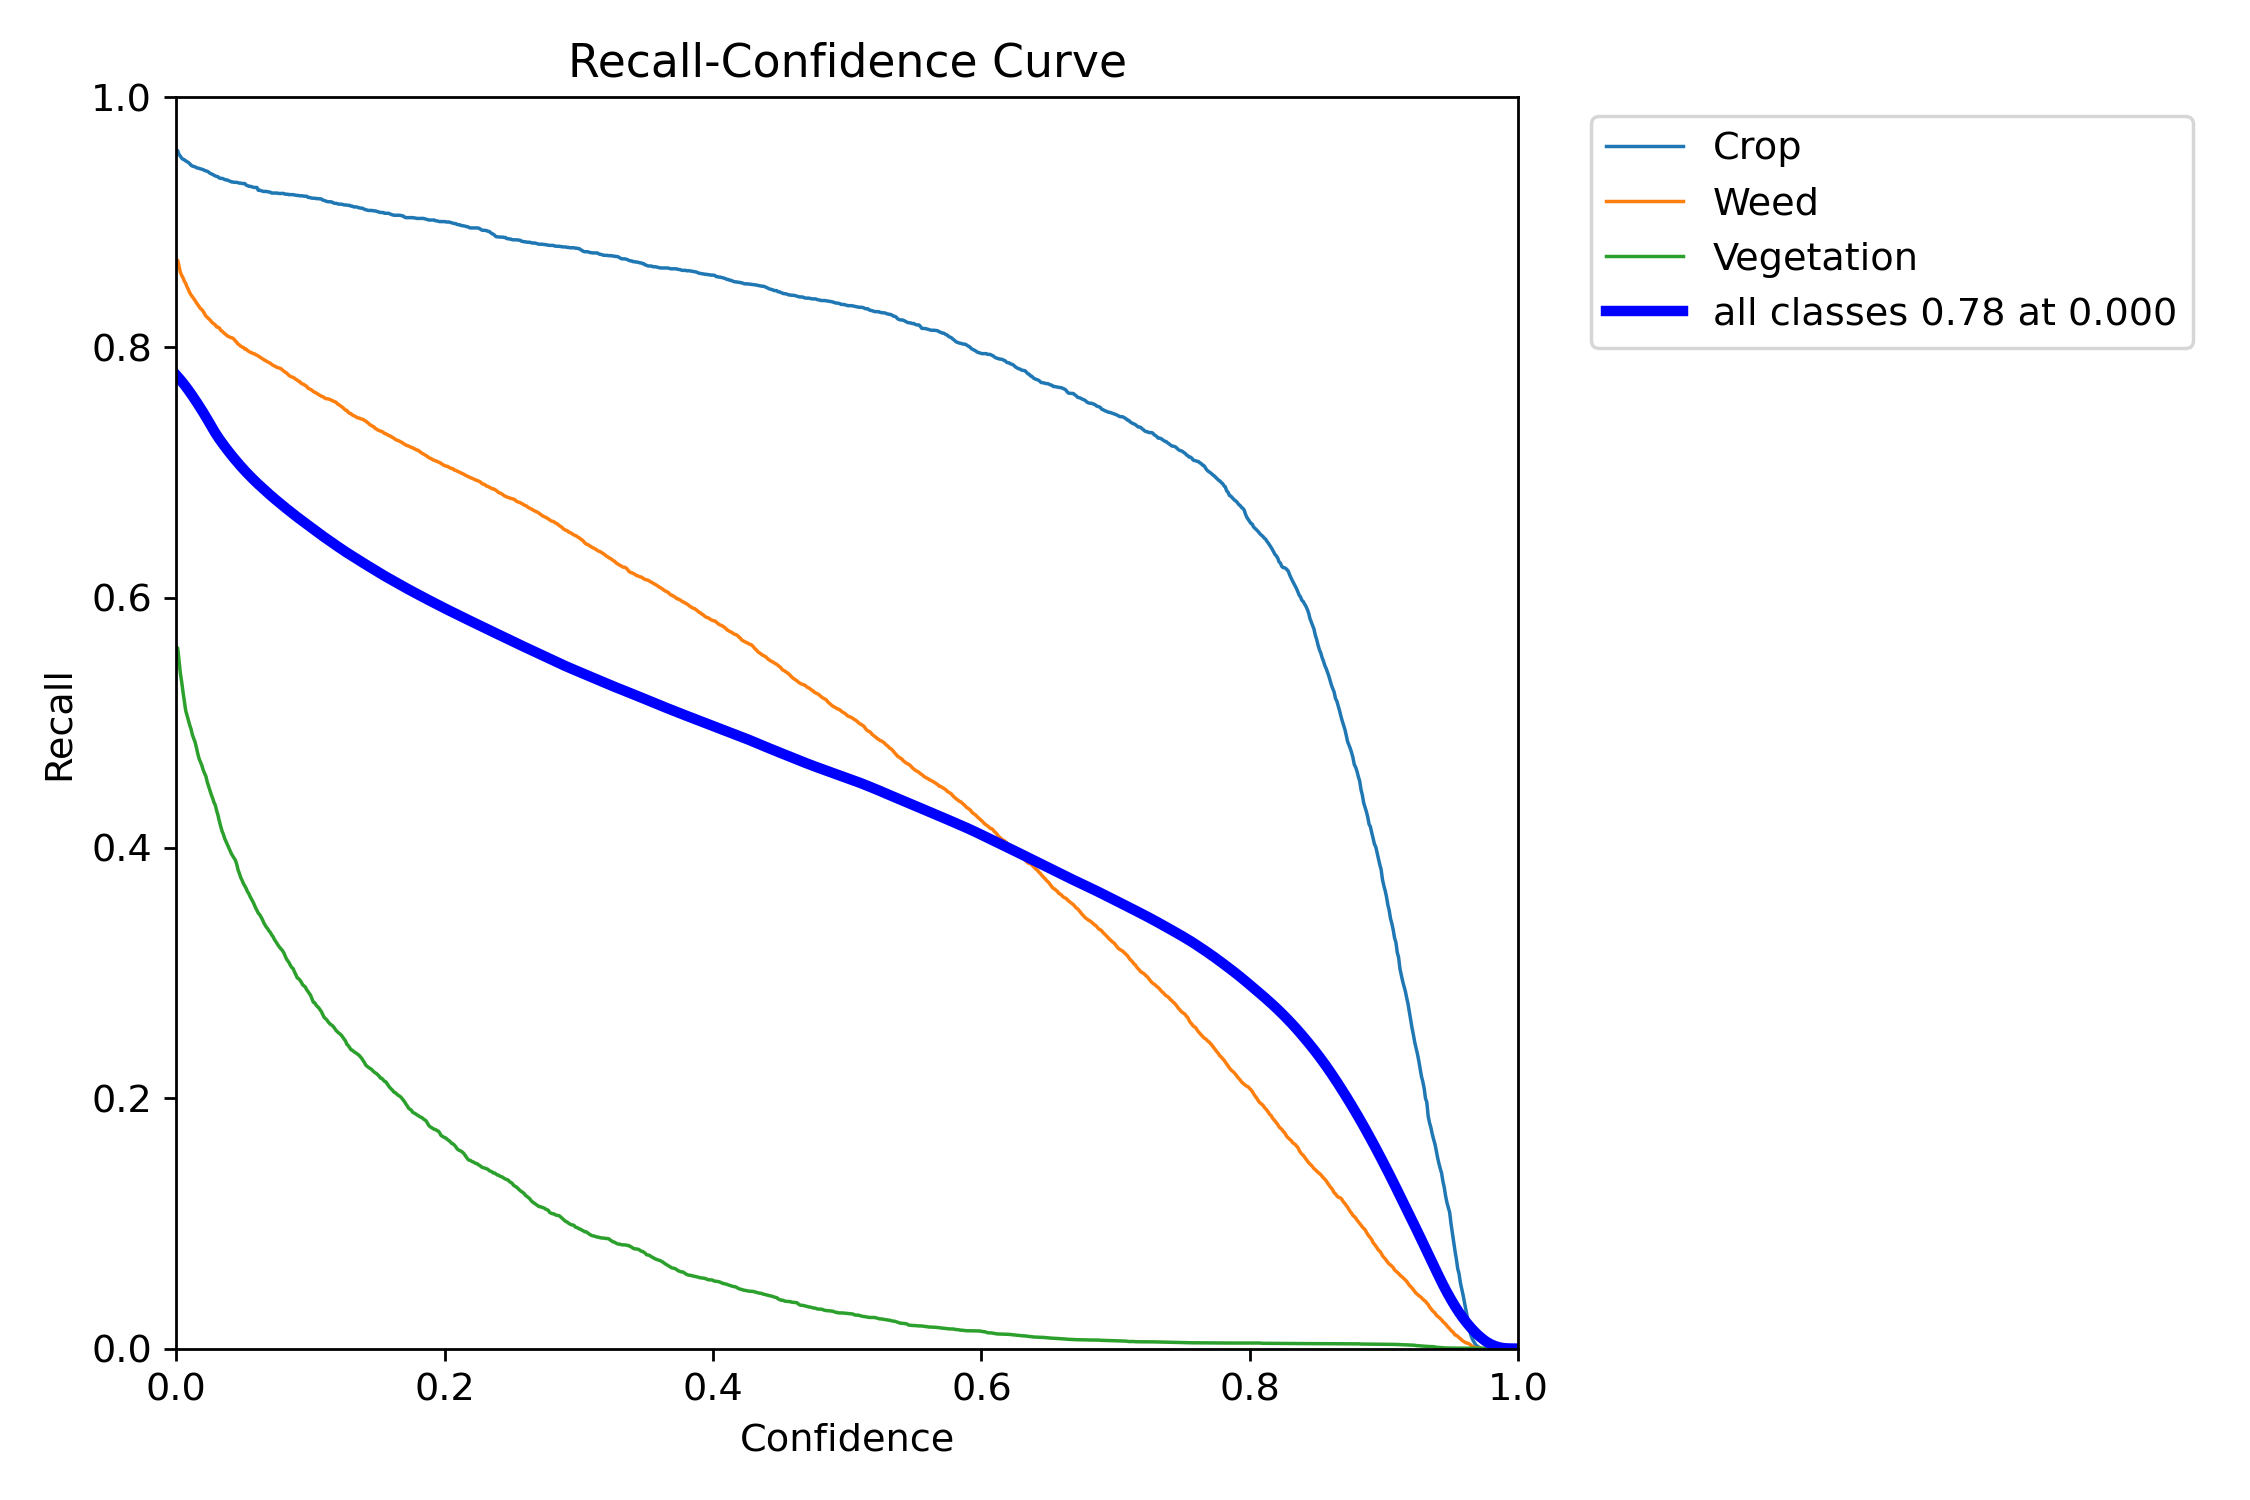 Recall-Confidence Curve
1.0
0.8
0.6
0.4
0.2
0.0
Recall
0.0 0.2 0.4 0.6 0.8 1.0
Confidence
Crop
Weed
Vegetation
all classes 0.78 at 0.000